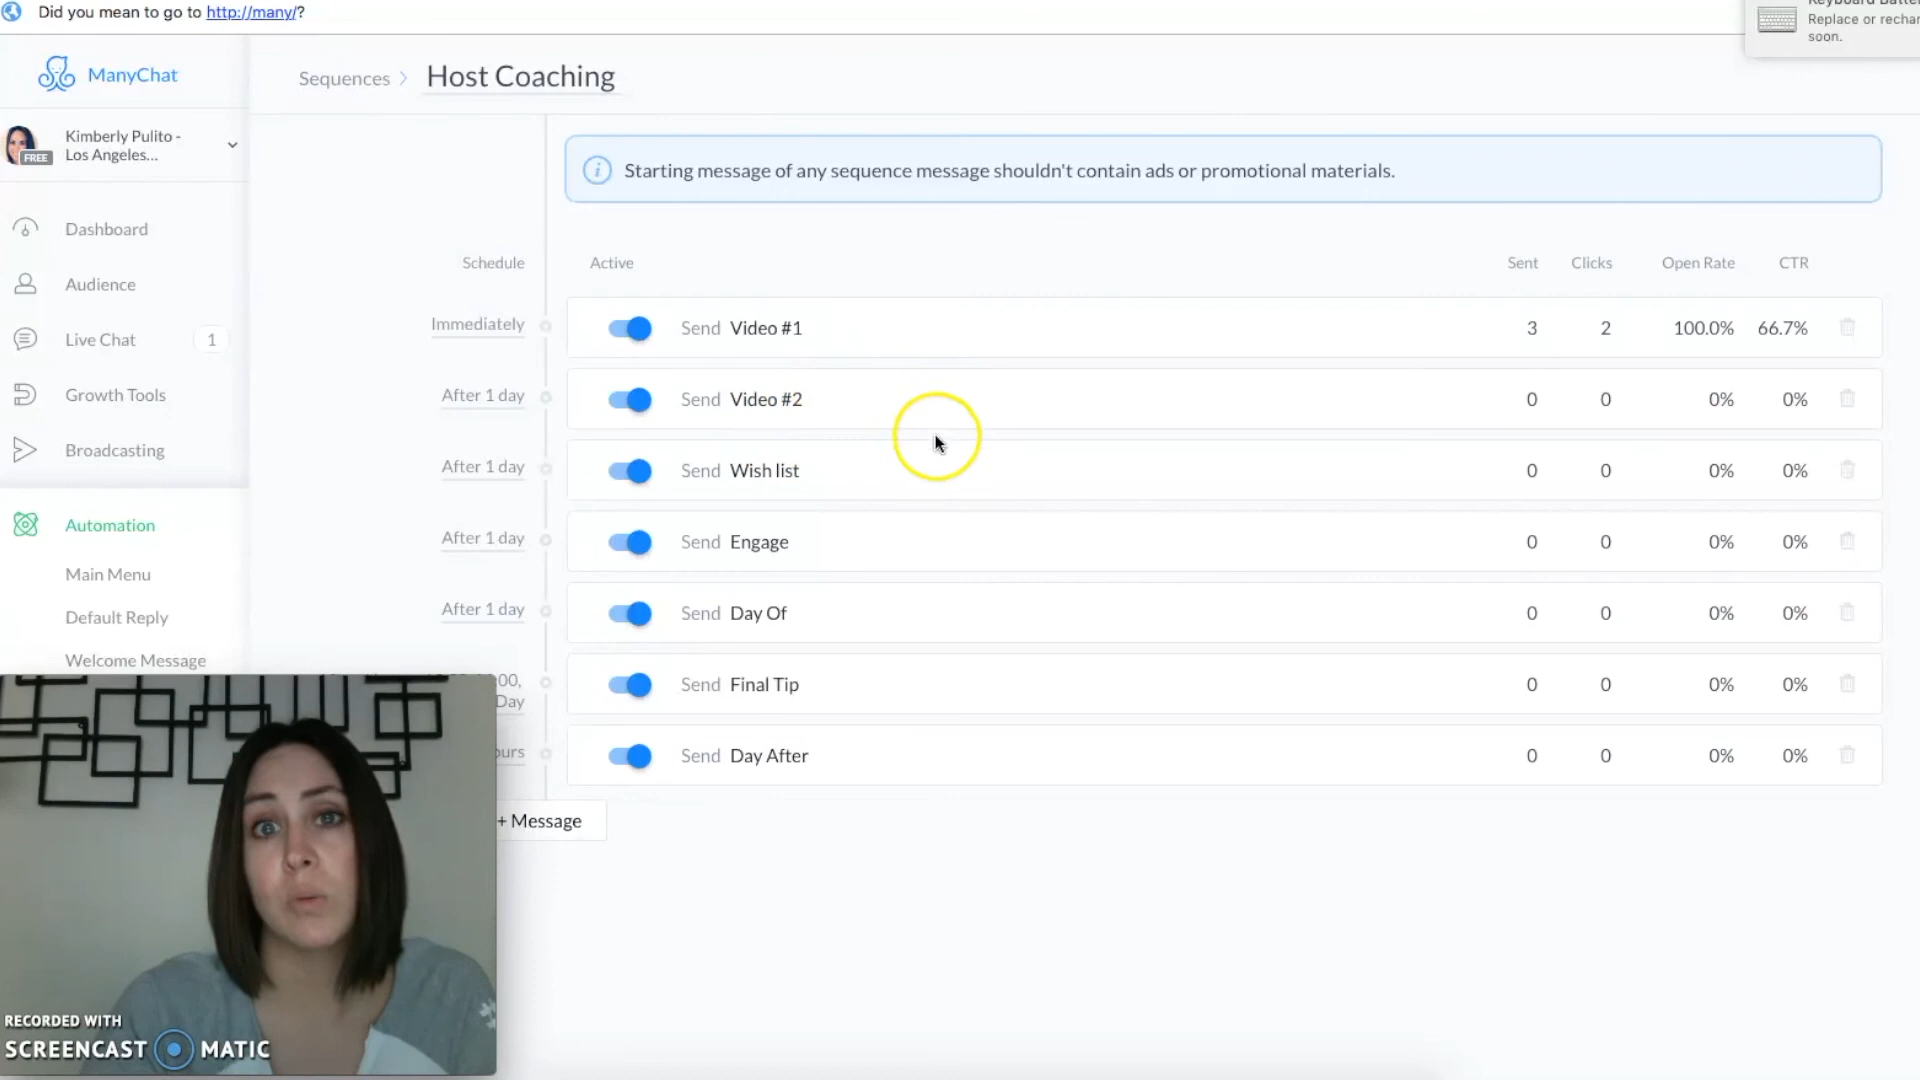 Did you mean to go to http://many/?
Keyboard
Replace or
soon.
ManyChat
Sequences > Host Coaching
Kimberly Pulito -
Los Angeles...
FREE
Starting message of any sequence message shouldn't contain ads or promotional materials.
Dashboard
Audience
Live Chat 1
Growth Tools
Broadcasting
Automation
Main Menu
Default Reply
Welcome Message
Schedule Active Sent Clicks Open Rate CTR
Immediately Send Video #1 3 2 100.0% 66.7%
After 1 day Send Video #2 0 0 0% 0%
After 1 day Send Wish list 0 0 0% 0%
After 1 day Send Engage 0 0 0% 0%
After 1 day Send Day Of 0 0 0% 0%
Day Send Final Tip 0 0 0% 0%
Send Day After 0 0 0% 0%
+ Message
RECORDED WITH
SCREENCAST MATIC